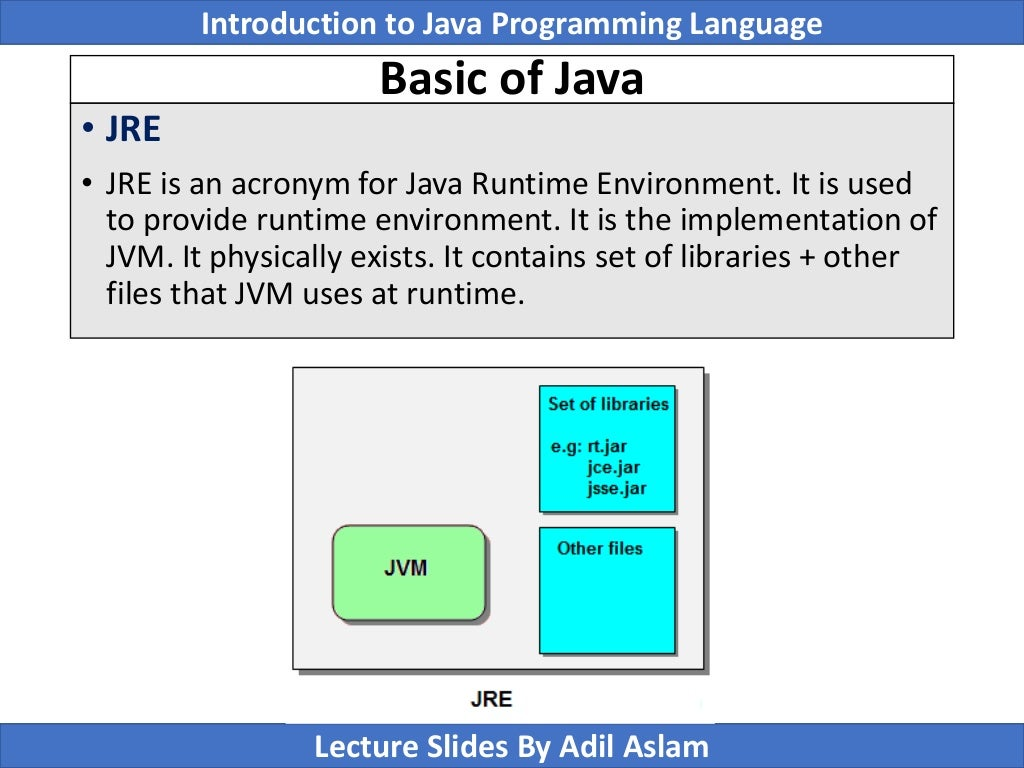 Introduction to Java Programming Language
Basic of Java
• JRE
• JRE is an acronym for Java Runtime Environment. It is used
to provide runtime environment. It is the implementation of
JVM. It physically exists. It contains set of libraries + other
files that JVM uses at runtime.
Set of libraries
e.g: rt.jar
jce.jar
jsse.jar
JVM
Other files
JRE
Lecture Slides By Adil Aslam